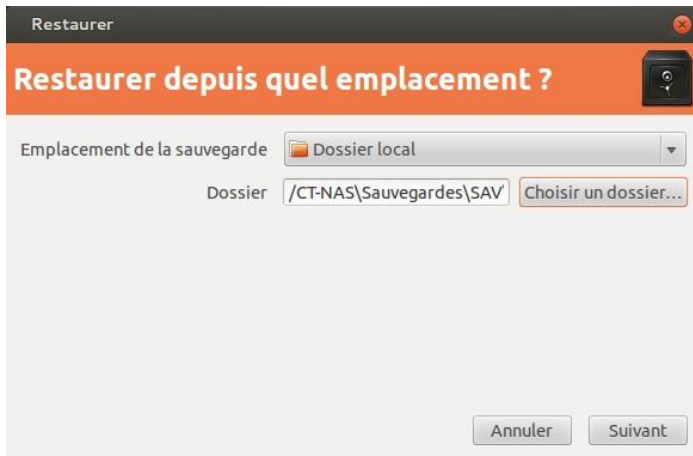 Restaurer
Restaurer depuis quel emplacement ?
Emplacement de la sauvegarde Dossier local
Dossier /CT-NAS\Sauvegardes\SAV Choisir un dossier...
Annuler Suivant